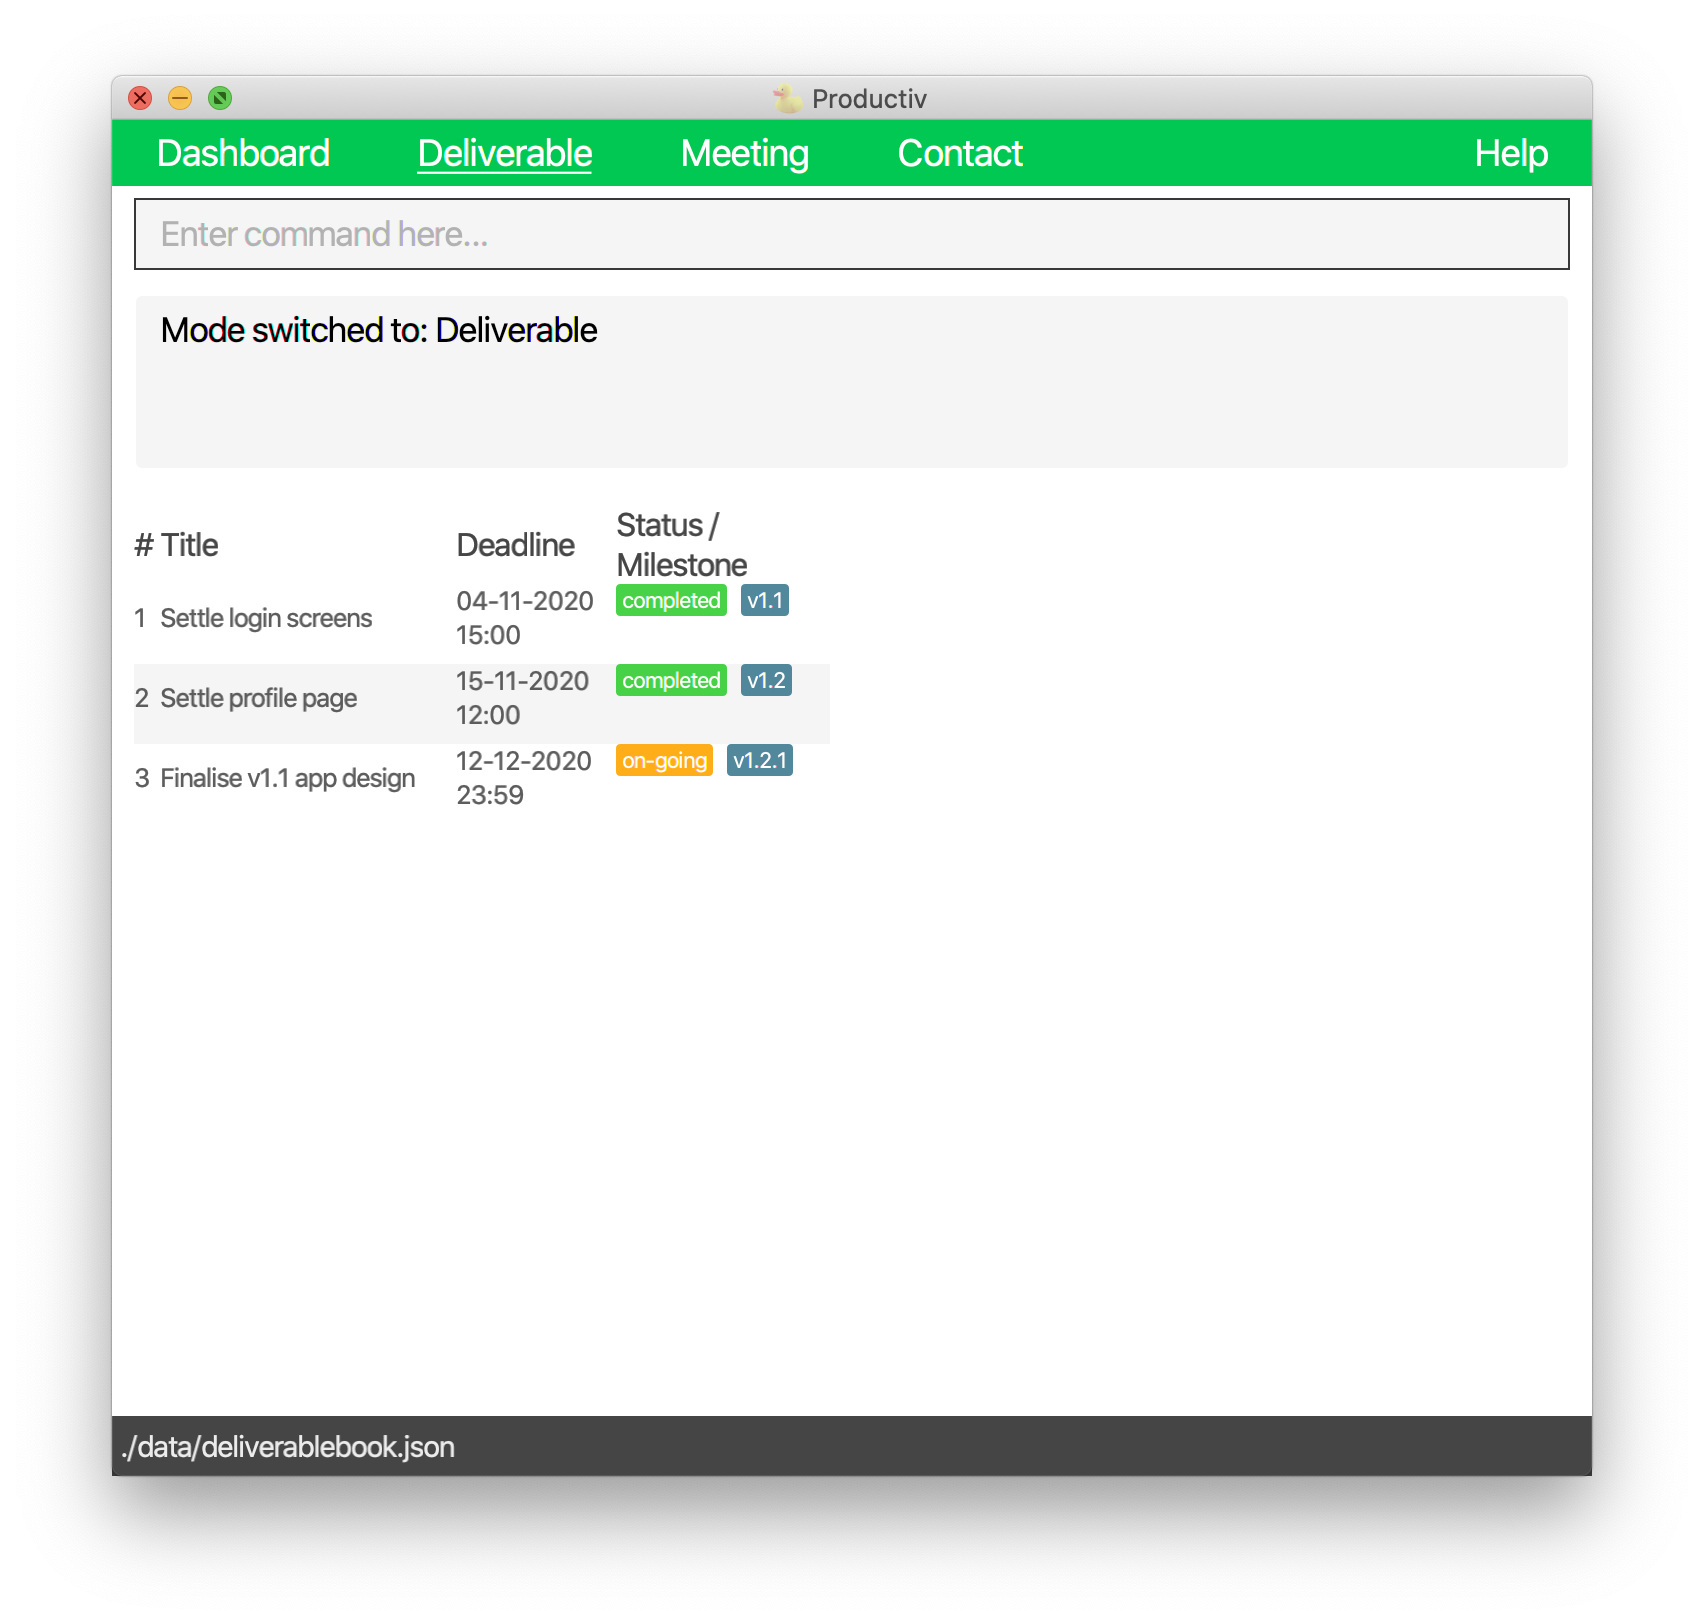 Productiv
Dashboard Deliverable Meeting Contact Help
Enter command here...
Mode switched to: Deliverable
# Title Deadline Status / Milestone
1 Settle login screens 04-11-2020 15:00 completed v1.1
2 Settle profile page 15-11-2020 12:00 completed v1.2
3 Finalise v1.1 app design 12-12-2020 23:59 on-going v1.2.1
./data/deliverablebook.json